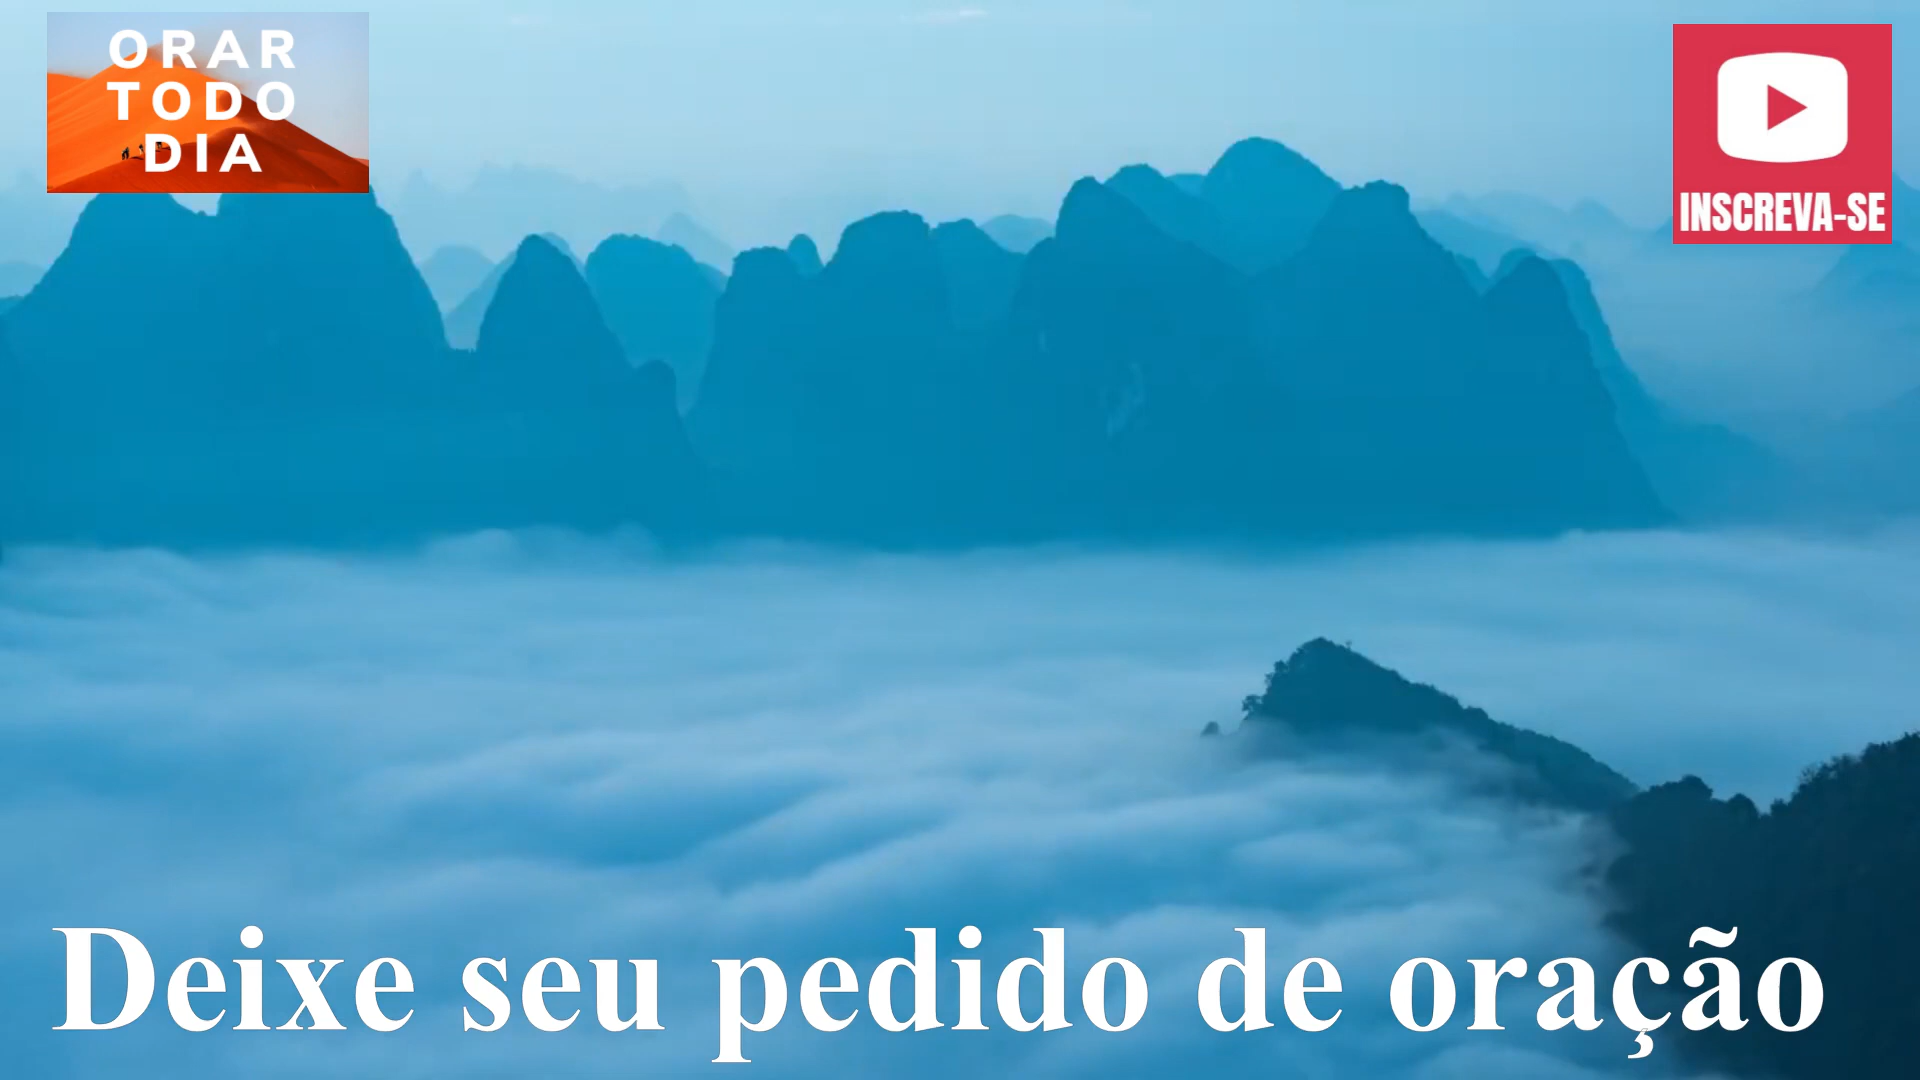 ORAR
TODO
DIA
INSCREVA-SE
Deixe seu pedido de oração